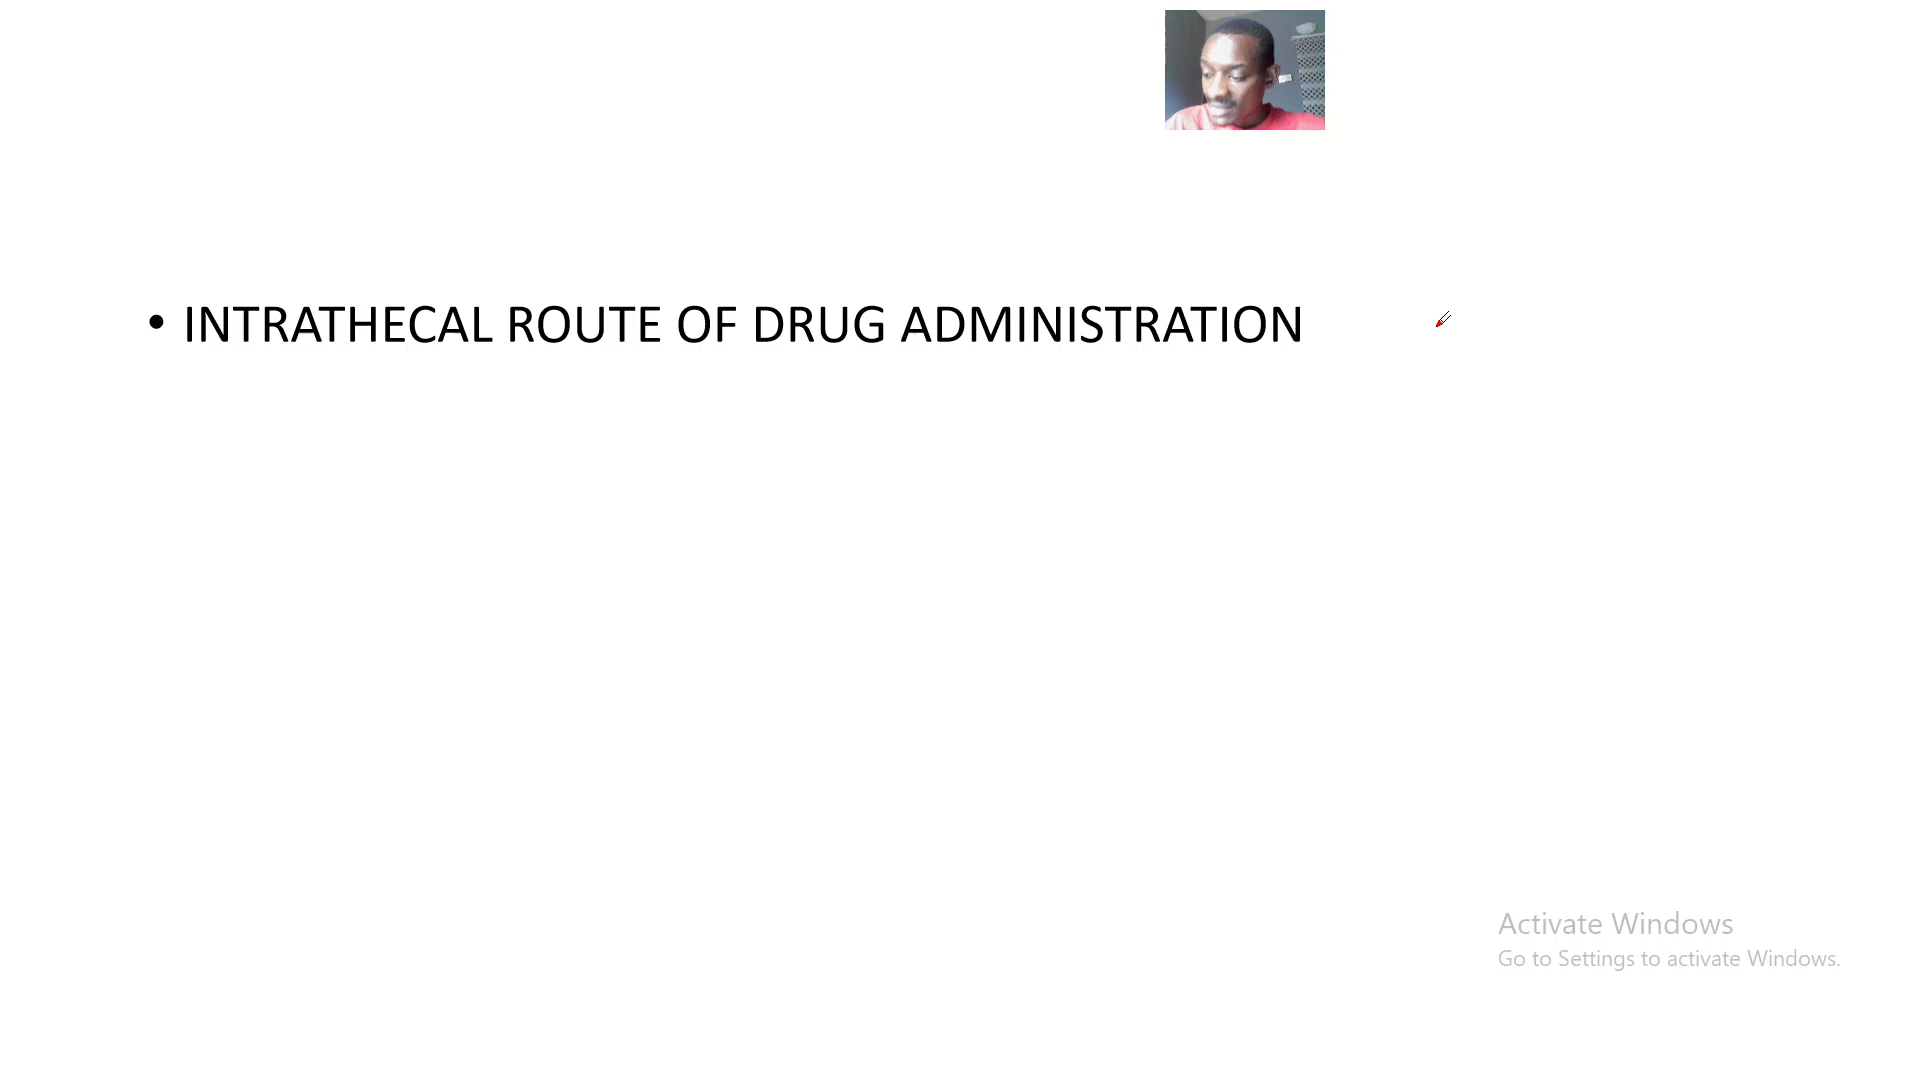 • INTRATHECAL ROUTE OF DRUG ADMINISTRATION
Activate Windows
Go to Settings to activate Windows.